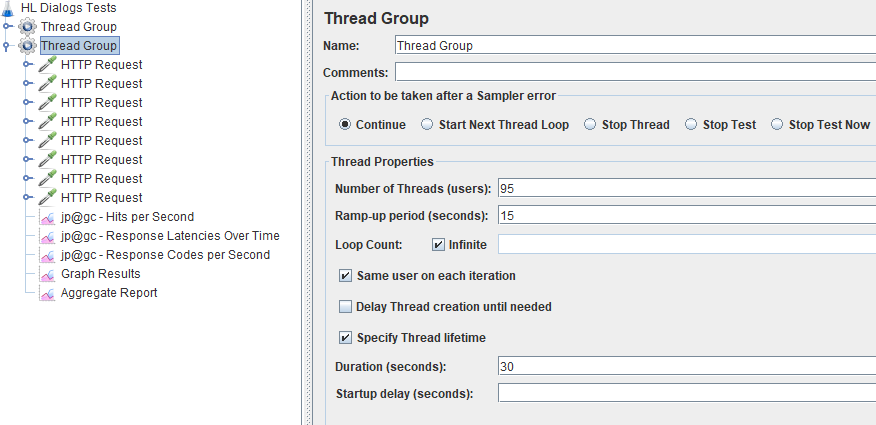 HL Dialogs Tests
Thread Group
Thread Group
HTTP Request
HTTP Request
HTTP Request
HTTP Request
HTTP Request
HTTP Request
HTTP Request
HTTP Request
jp@gc - Hits per Second
jp@gc - Response Latencies Over Time
jp@gc - Response Codes per Second
Graph Results
Aggregate Report
Thread Group
Name: Thread Group
Comments:
Action to be taken after a Sampler error
Continue Start Next Thread Loop Stop Thread Stop Test Stop Test Now
Thread Properties
Number of Threads (users): 95
Ramp-up period (seconds): 15
Loop Count: Infinite
Same user on each iteration
Delay Thread creation until needed
Specify Thread lifetime
Duration (seconds): 30
Startup delay (seconds):